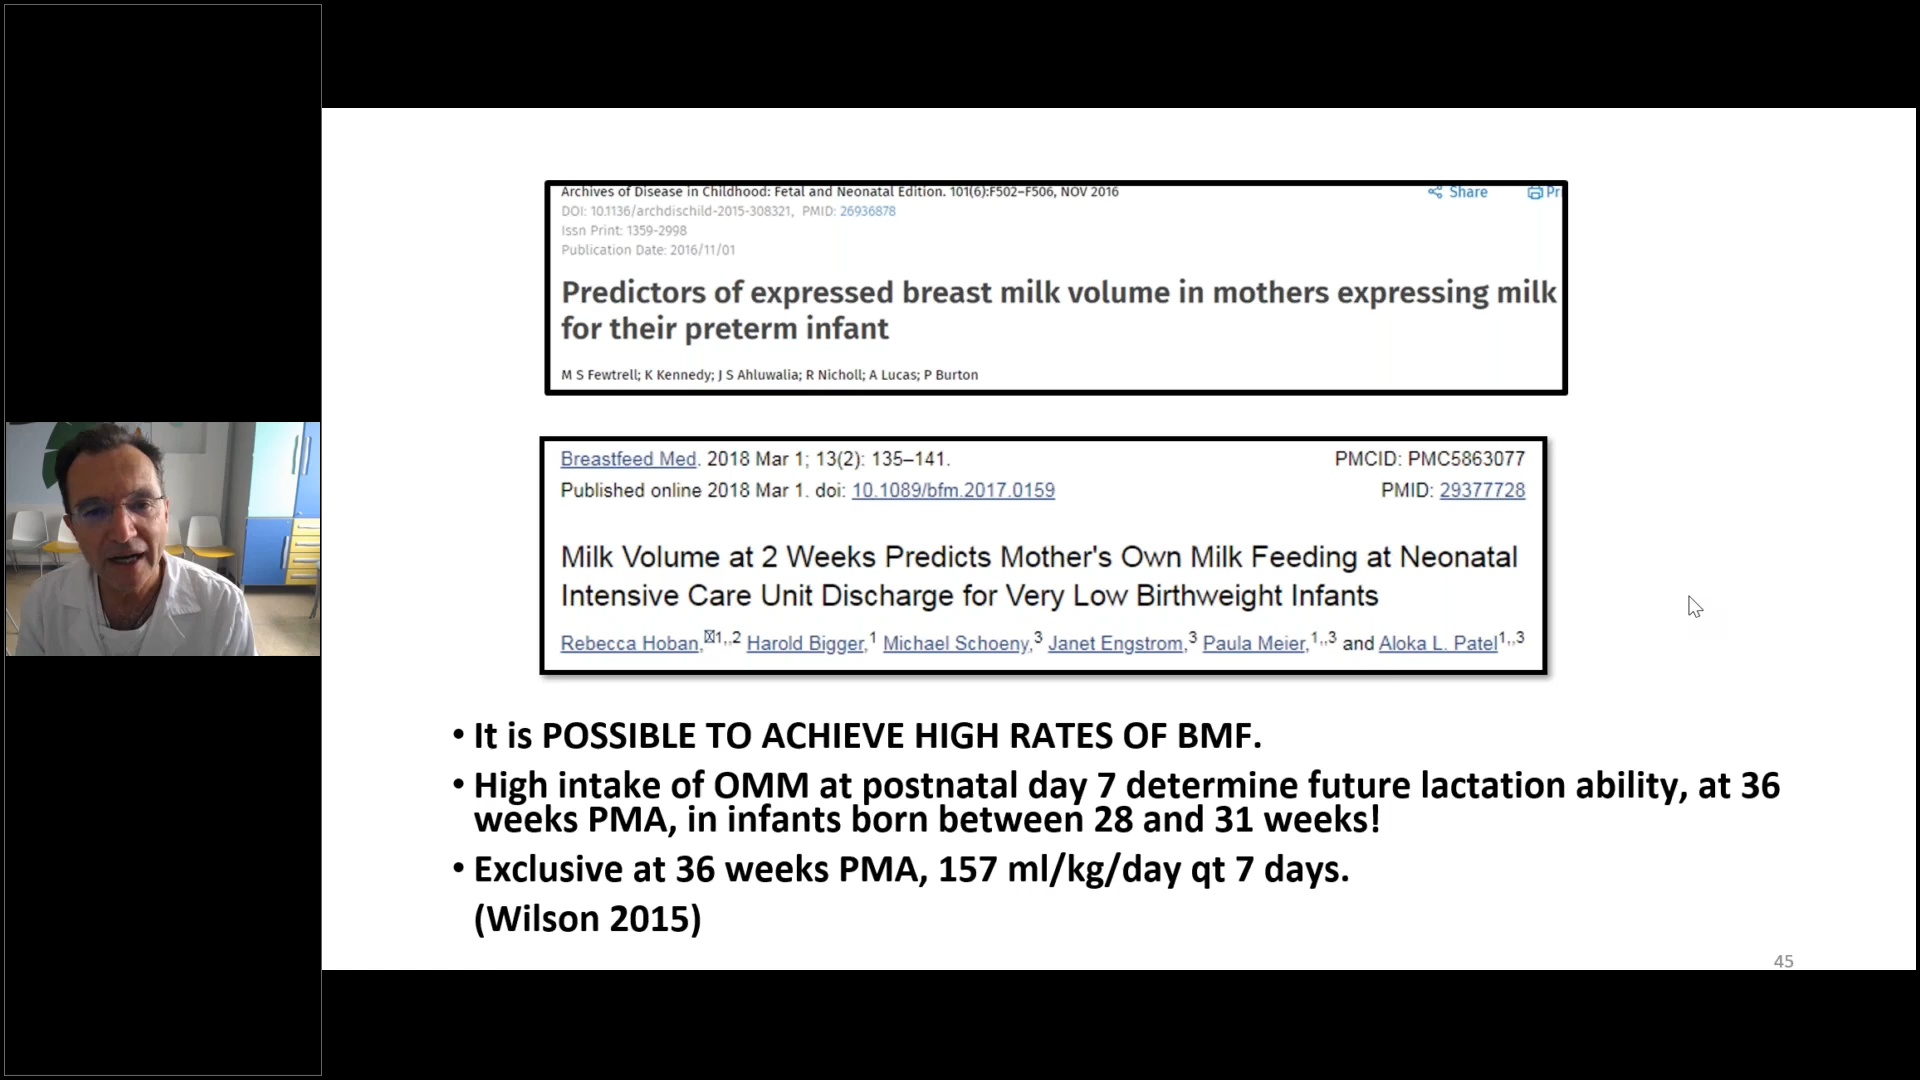 Archives of Disease in Childhood: Fetal and Neonatal Edition. 101(6):F502–F506, NOV 2016
Share
Pr
DOI: 10.1136/archdischild-2015-308321, PMID: 26936878
Issn Print: 1359-2998
Publication Date: 2016/11/01
Predictors of expressed breast milk volume in mothers expressing milk
for their preterm infant
M S Fewtrell; K Kennedy; J S Ahluwalia; R Nicholl; A Lucas; P Burton
Breastfeed Med. 2018 Mar 1; 13(2): 135–141.
PMCID: PMC5863077
Published online 2018 Mar 1. doi: 10.1089/bfm.2017.0159
PMID: 29377728
Milk Volume at 2 Weeks Predicts Mother's Own Milk Feeding at Neonatal
Intensive Care Unit Discharge for Very Low Birthweight Infants
Rebecca Hoban,1,,2 Harold Bigger,1 Michael Schoeny,3 Janet Engstrom,3 Paula Meier,1,,3 and Aloka L. Patel1,,3
• It is POSSIBLE TO ACHIEVE HIGH RATES OF BMF.
• High intake of OMM at postnatal day 7 determine future lactation ability, at 36
weeks PMA, in infants born between 28 and 31 weeks!
• Exclusive at 36 weeks PMA, 157 ml/kg/day qt 7 days.
(Wilson 2015)
45